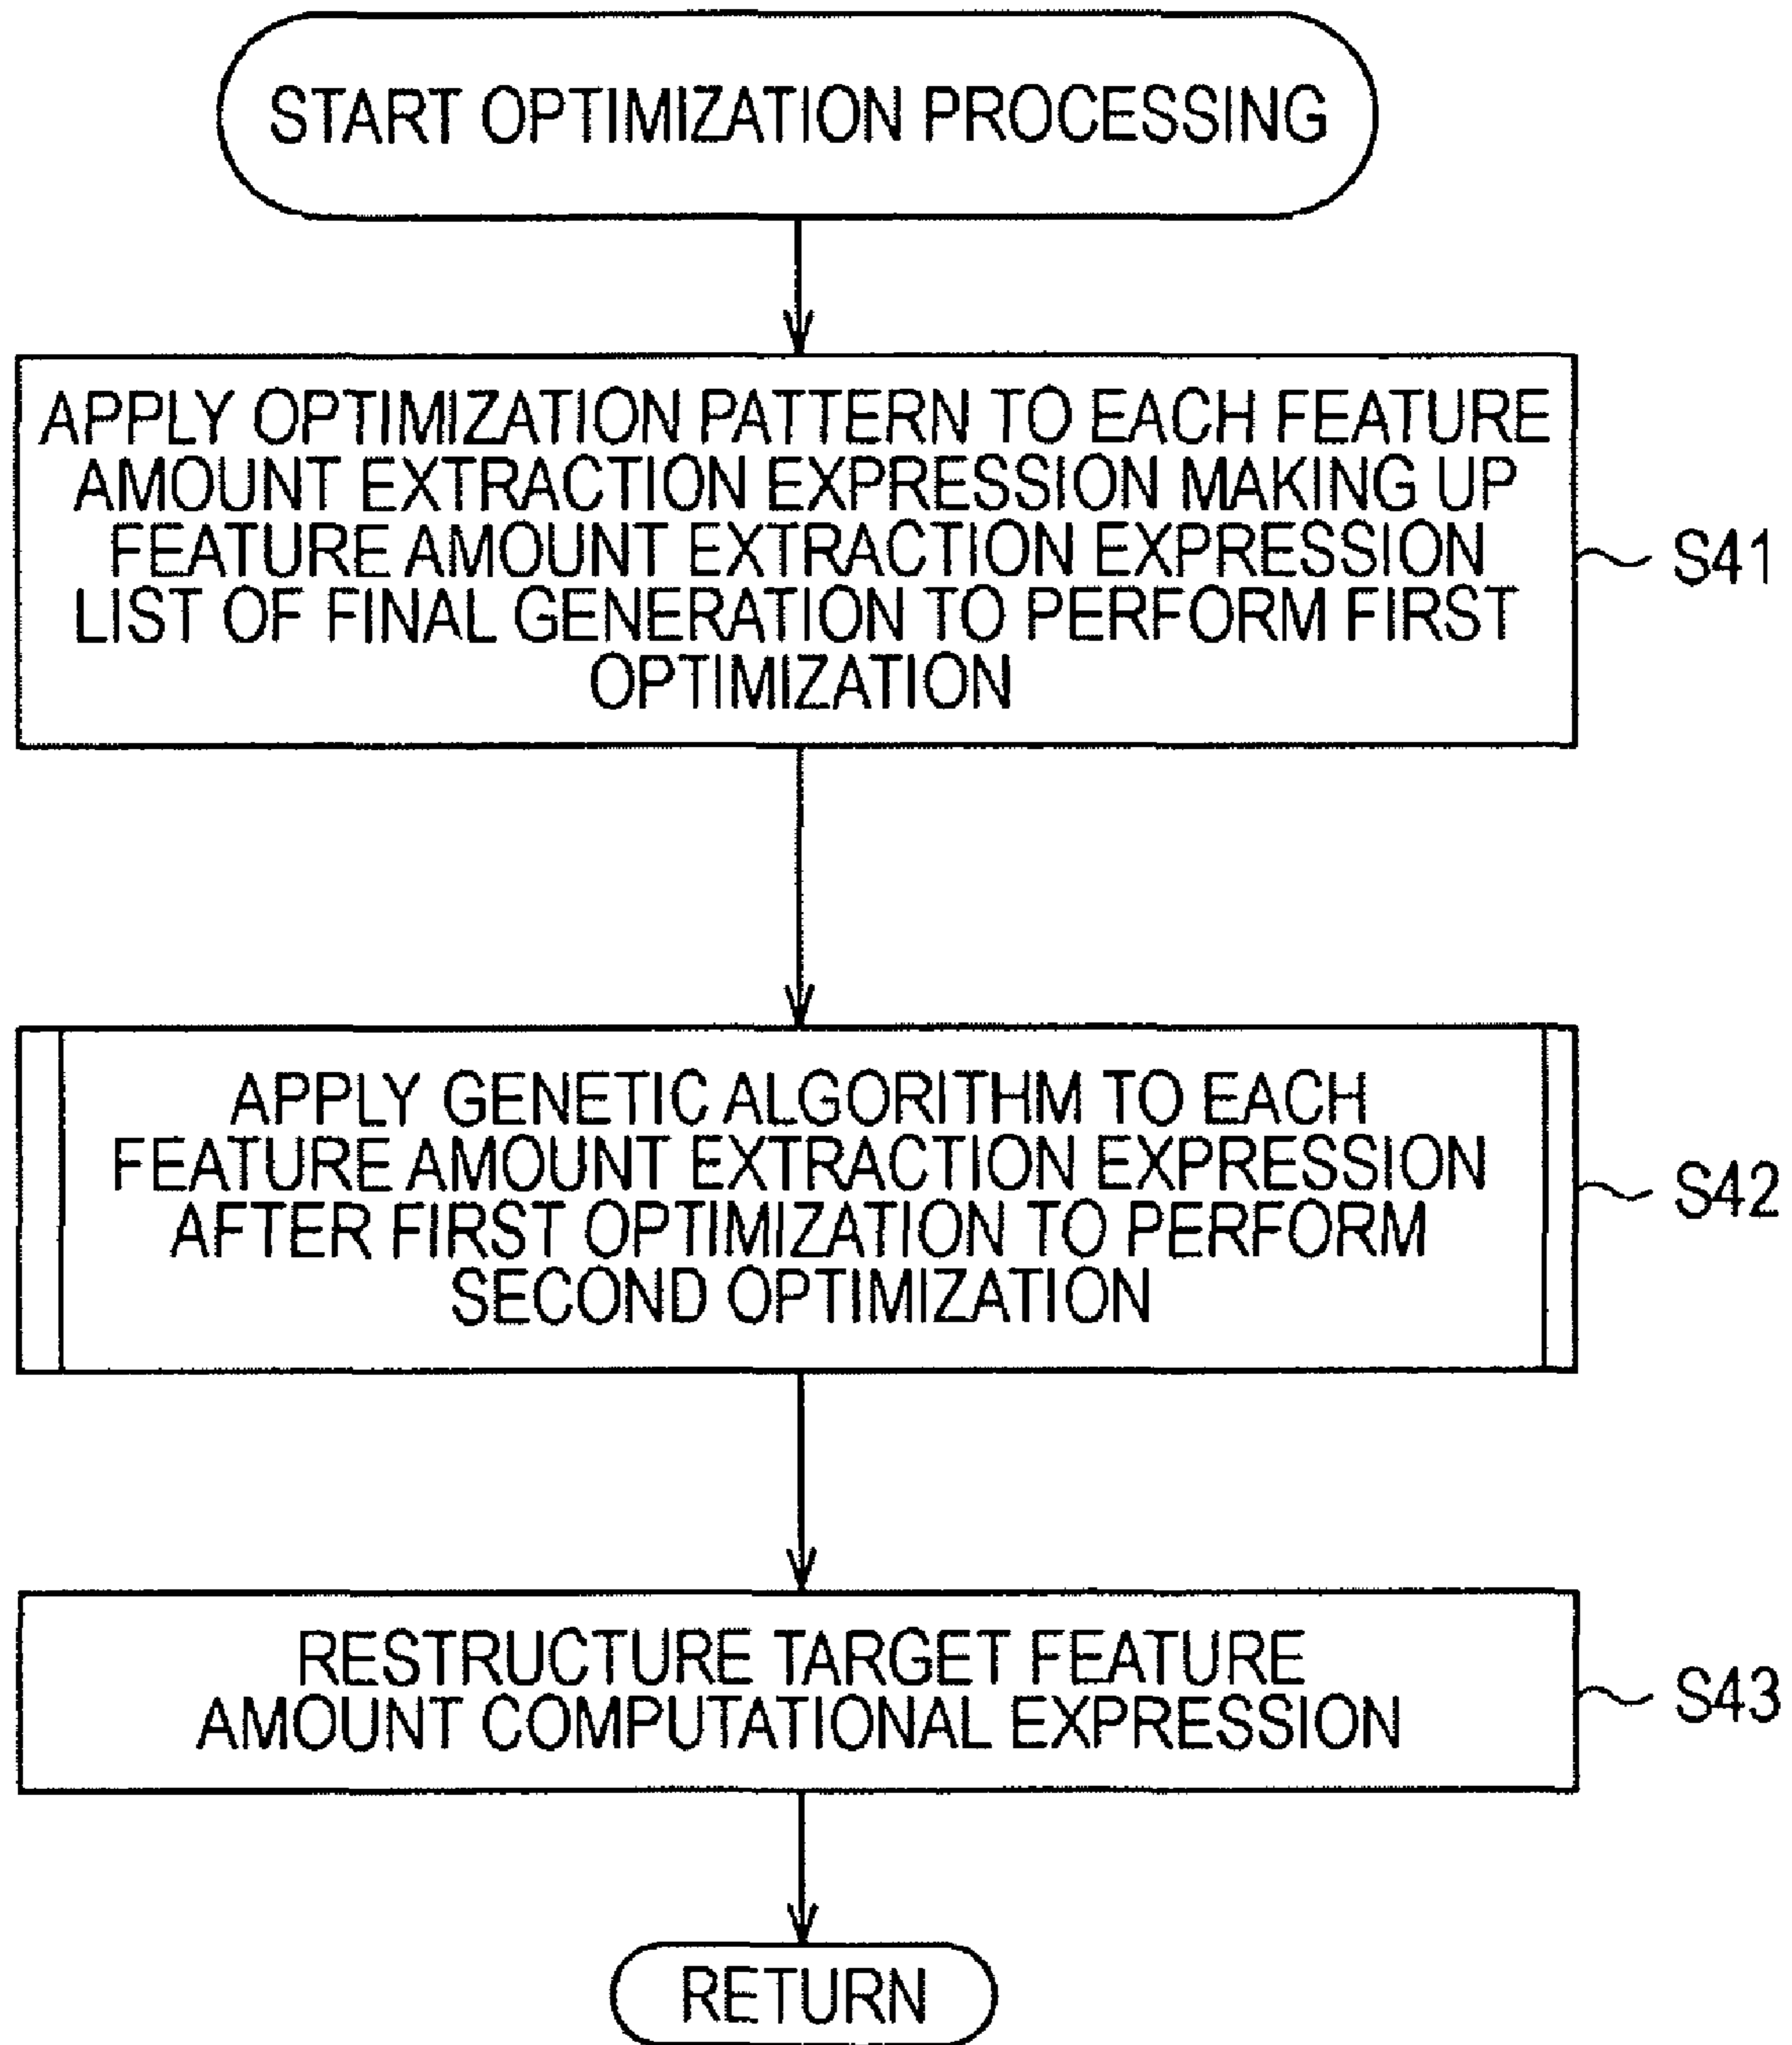 START OPTIMIZATION PROCESSING
APPLY OPTIMIZATION PATTERN TO EACH FEATURE
AMOUNT EXTRACTION EXPRESSION MAKING UP
FEATURE AMOUNT EXTRACTION EXPRESSION
LIST OF FINAL GENERATION TO PERFORM FIRST
OPTIMIZATION
S41
APPLY GENETIC ALGORITHM TO EACH
FEATURE AMOUNT EXTRACTION EXPRESSION
AFTER FIRST OPTIMIZATION TO PERFORM
SECOND OPTIMIZATION
S42
RESTRUCTURE TARGET FEATURE
AMOUNT COMPUTATIONAL EXPRESSION
S43
RETURN